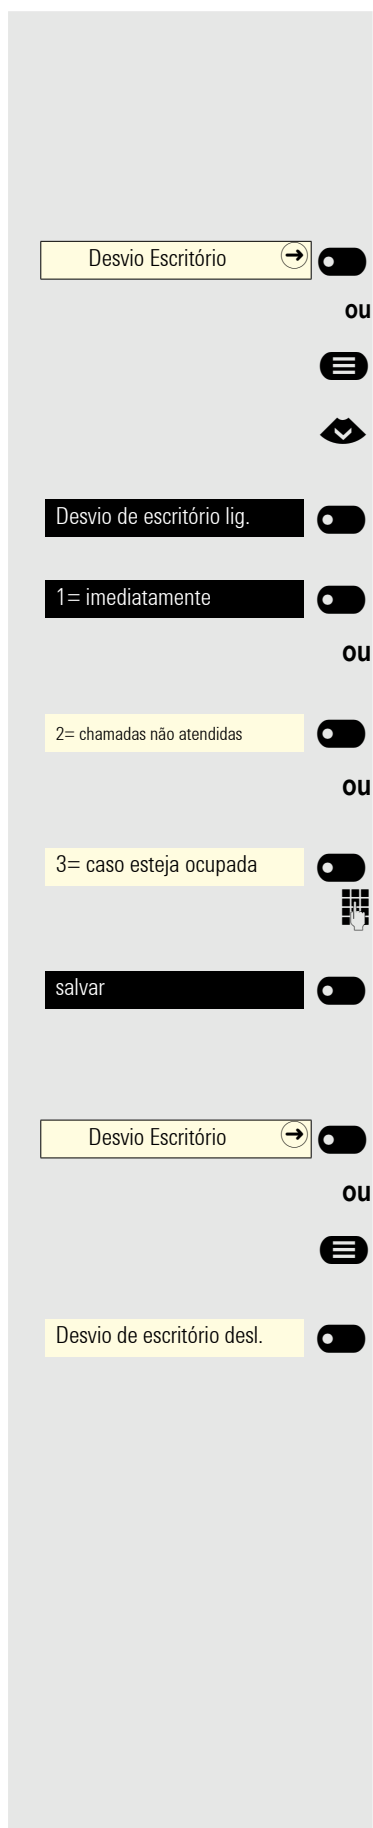 Desvio Escritório
ou
Desvio de escritório lig.
1= imediatamente
ou
2= chamadas não atendidas
ou
3= caso esteja ocupada
salvar
Desvio Escritório
ou
Desvio de escritório desl.